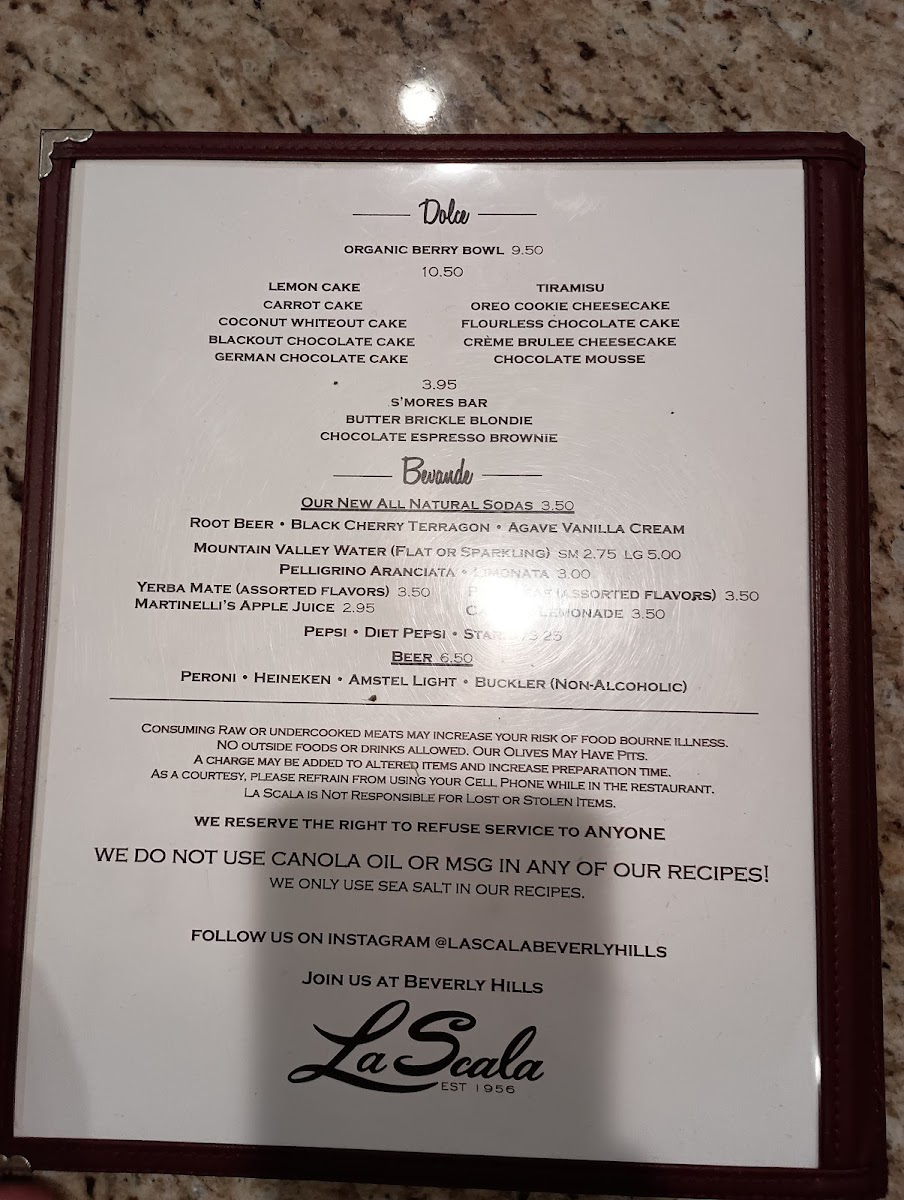 Dolce
ORGANIC BERRY BOWL 9.50
10.50
LEMON CAKE
CARROT CAKE
COCONUT WHITEOUT CAKE
BLACKOUT CHOCOLATE CAKE
GERMAN CHOCOLATE CAKE
TIRAMISU
OREO COOKIE CHEESECAKE
FLOURLESS CHOCOLATE CAKE
CRÈME BRULEE CHEESECAKE
CHOCOLATE MOUSSE
3.95
S'MORES BAR
BUTTER BRICKLE BLONDIE
CHOCOLATE ESPRESSO BROWNiE
Bevande
OUR NEW ALL NATURAL SODAS 3.50
ROOT BEER • BLACK CHERRY TERRAGON • AGAVE VANILLA CREAM
MOUNTAIN VALLEY WATER (FLAT OR SPARKLING) SM 2.75 LG 5.00
PELLIGRINO ARANCIATA • LIMONATA 3.00
YERBA MATE (ASSORTED FLAVORS) 3.50
(ASSORTED FLAVORS) 3.50
MARTINELLI'S APPLE JUICE 2.95
LEMONADE 3.50
PEPSI • DIET PEPSI •
BEER 6.50
PERONI • HEINEKEN • AMSTEL LIGHT • BUCKLER (NON-ALCOHOLIC)
CONSUMING RAW OR UNDERCOOKED MEATS MAY INCREASE YOUR RISK OF FOOD BOURNE ILLNESS.
NO OUTSIDE FOODS OR DRINKS ALLOWED. OUR OLIVES MAY HAVE PITS.
A CHARGE MAY BE ADDED TO ALTERED ITEMS AND INCREASE PREPARATION TIME.
AS A COURTESY, PLEASE REFRAIN FROM USING YOUR CELL PHONE WHILE IN THE RESTAURANT.
LA SCALA IS NOT RESPONSIBLE FOR LOST OR STOLEN ITEMS.
WE RESERVE THE RIGHT TO REFUSE SERVICE TO ANYONE
WE DO NOT USE CANOLA OIL OR MSG IN ANY OF OUR RECIPES!
WE ONLY USE SEA SALT IN OUR RECIPES.
FOLLOW US ON INSTAGRAM @LASCALABEVERLYHILLS
JOIN US AT BEVERLY HILLS
La Scala
EST 1956